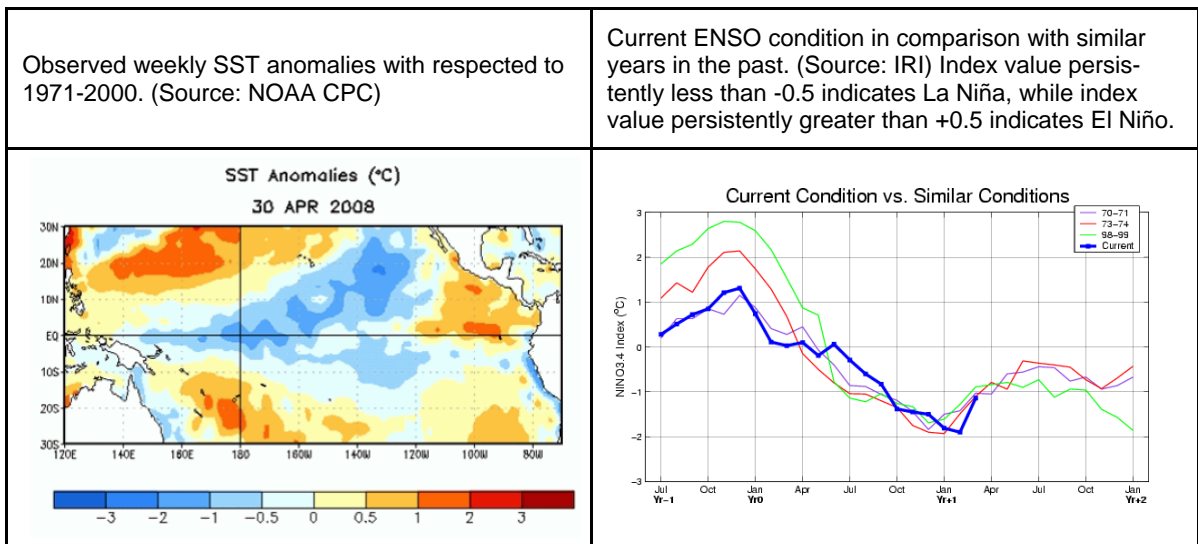 Observed weekly SST anomalies with respected to
1971-2000. (Source: NOAA CPC)
Current ENSO condition in comparison with similar
years in the past. (Source: IRI) Index value persis-
tently less than -0.5 indicates La Niña, while index
value persistently greater than +0.5 indicates El Niño.
SST Anomalies (°C)
30 APR 2008
30N
20N
10N
EQ
10S
20S
30S
120E 140E 160E 180 160W 140W 120W 100W 80W
-3 -2 -1 -0.5 0 0.5 1 2 3
Current Condition vs. Similar Conditions
70-71
73-74
98-99
Current
NINO3.4 Index (°C)
3
2
1
0
-1
-2
-3
Jul Oct Jan Apr Jul Oct Jan Apr Jul Oct Jan
Yr-1 Yr0 Yr+1 Yr+2